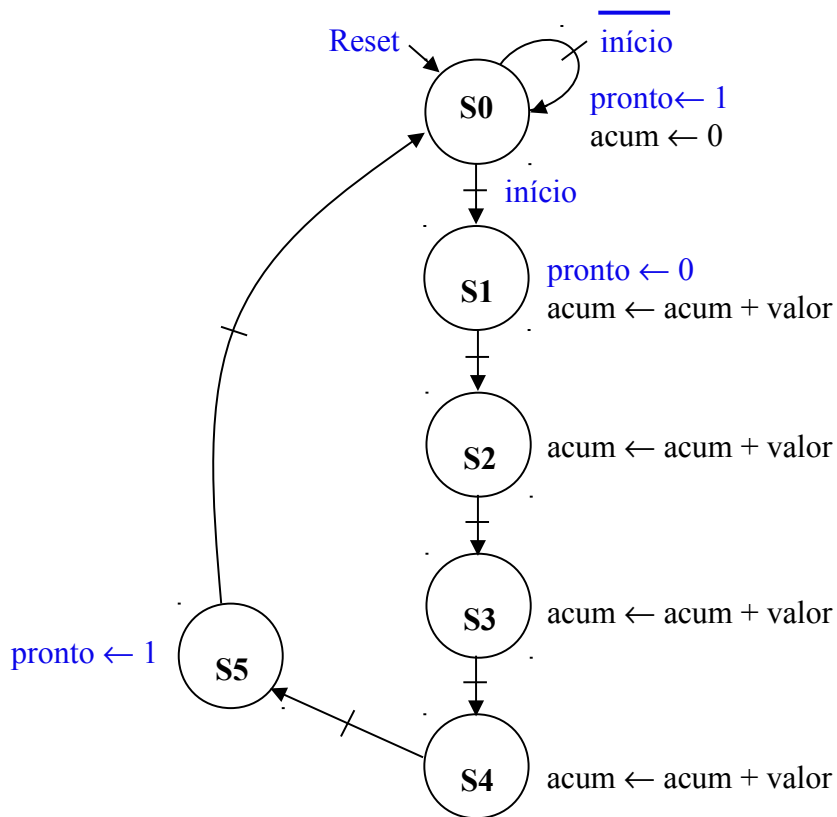 Reset
início
S0
pronto← 1
acum ← 0
início
S1
pronto ← 0
acum ← acum + valor
S2
acum ← acum + valor
S3
acum ← acum + valor
pronto ← 1
S5
S4
acum ← acum + valor